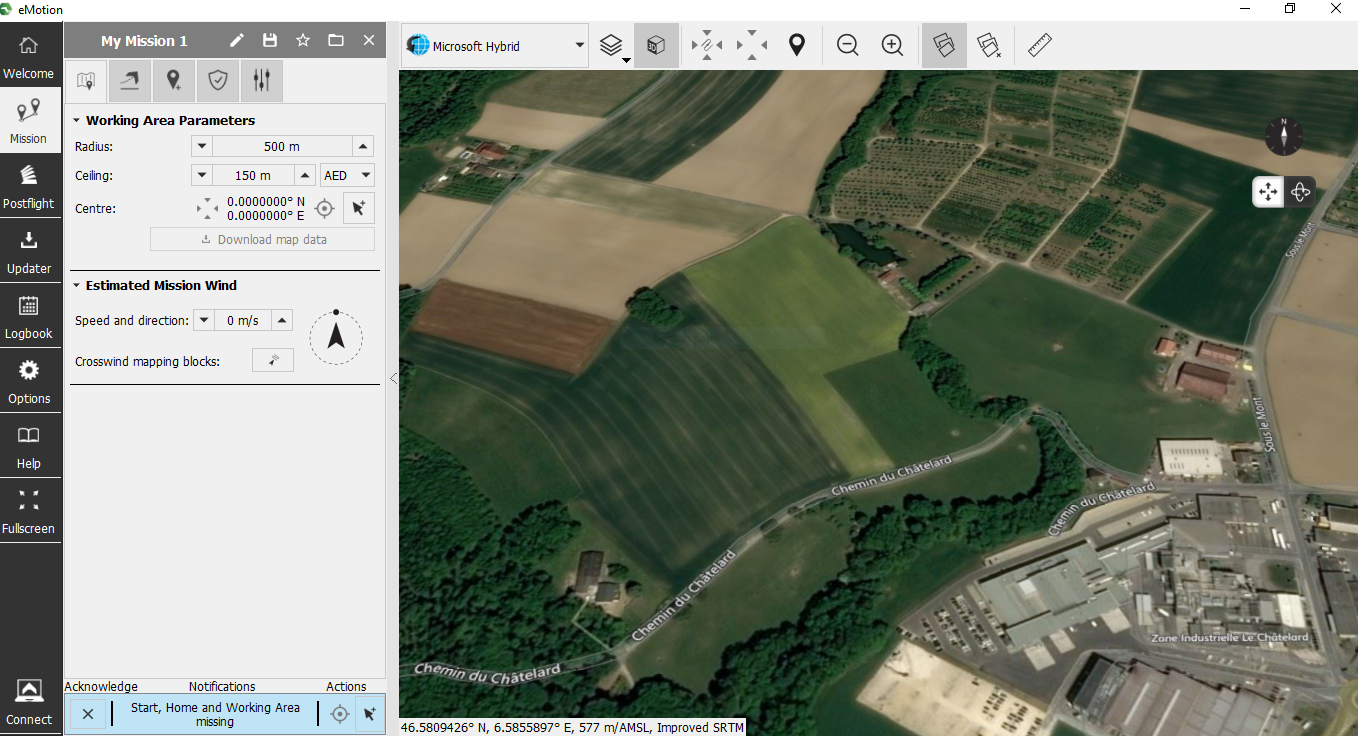 eMotion
Welcome
Mission
Postflight
Updater
Logbook
Options
Help
Fullscreen
Connect
My Mission 1
Working Area Parameters
Radius:
500 m
Ceiling:
150 m
AED
Centre:
0.0000000° N
0.0000000° E
Download map data
Estimated Mission Wind
Speed and direction:
0 m/s
Crosswind mapping blocks:
Acknowledge
Notifications
Actions
Start, Home and Working Area
missing
Microsoft Hybrid
3D
N
Sous le Mont
Sous le Mont
Chemin du Châtelard
Chemin du Châtelard
Chemin du Châtelard
Chemin du Châtelard
Zone Industrielle Le Châtelard
46.5809426° N, 6.5855897° E, 577 m/AMSL, Improved SRTM